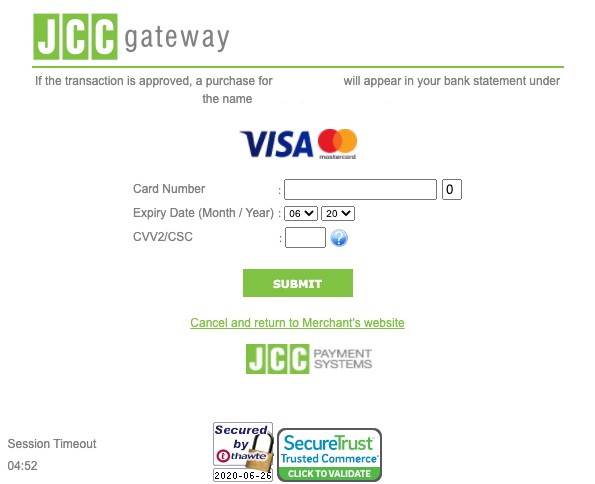 JCC gateway
If the transaction is approved, a purchase for will appear in your bank statement under
the name
VISA mastercard
Card Number : 0
Expiry Date (Month / Year) : 06 20
CVV2/CSC : ?
SUBMIT
Cancel and return to Merchant's website
JCC PAYMENT
SYSTEMS
Session Timeout
04:52
Secured
by
thawte
2020-06-26
SecureTrust™
Trusted Commerce®
CLICK TO VALIDATE